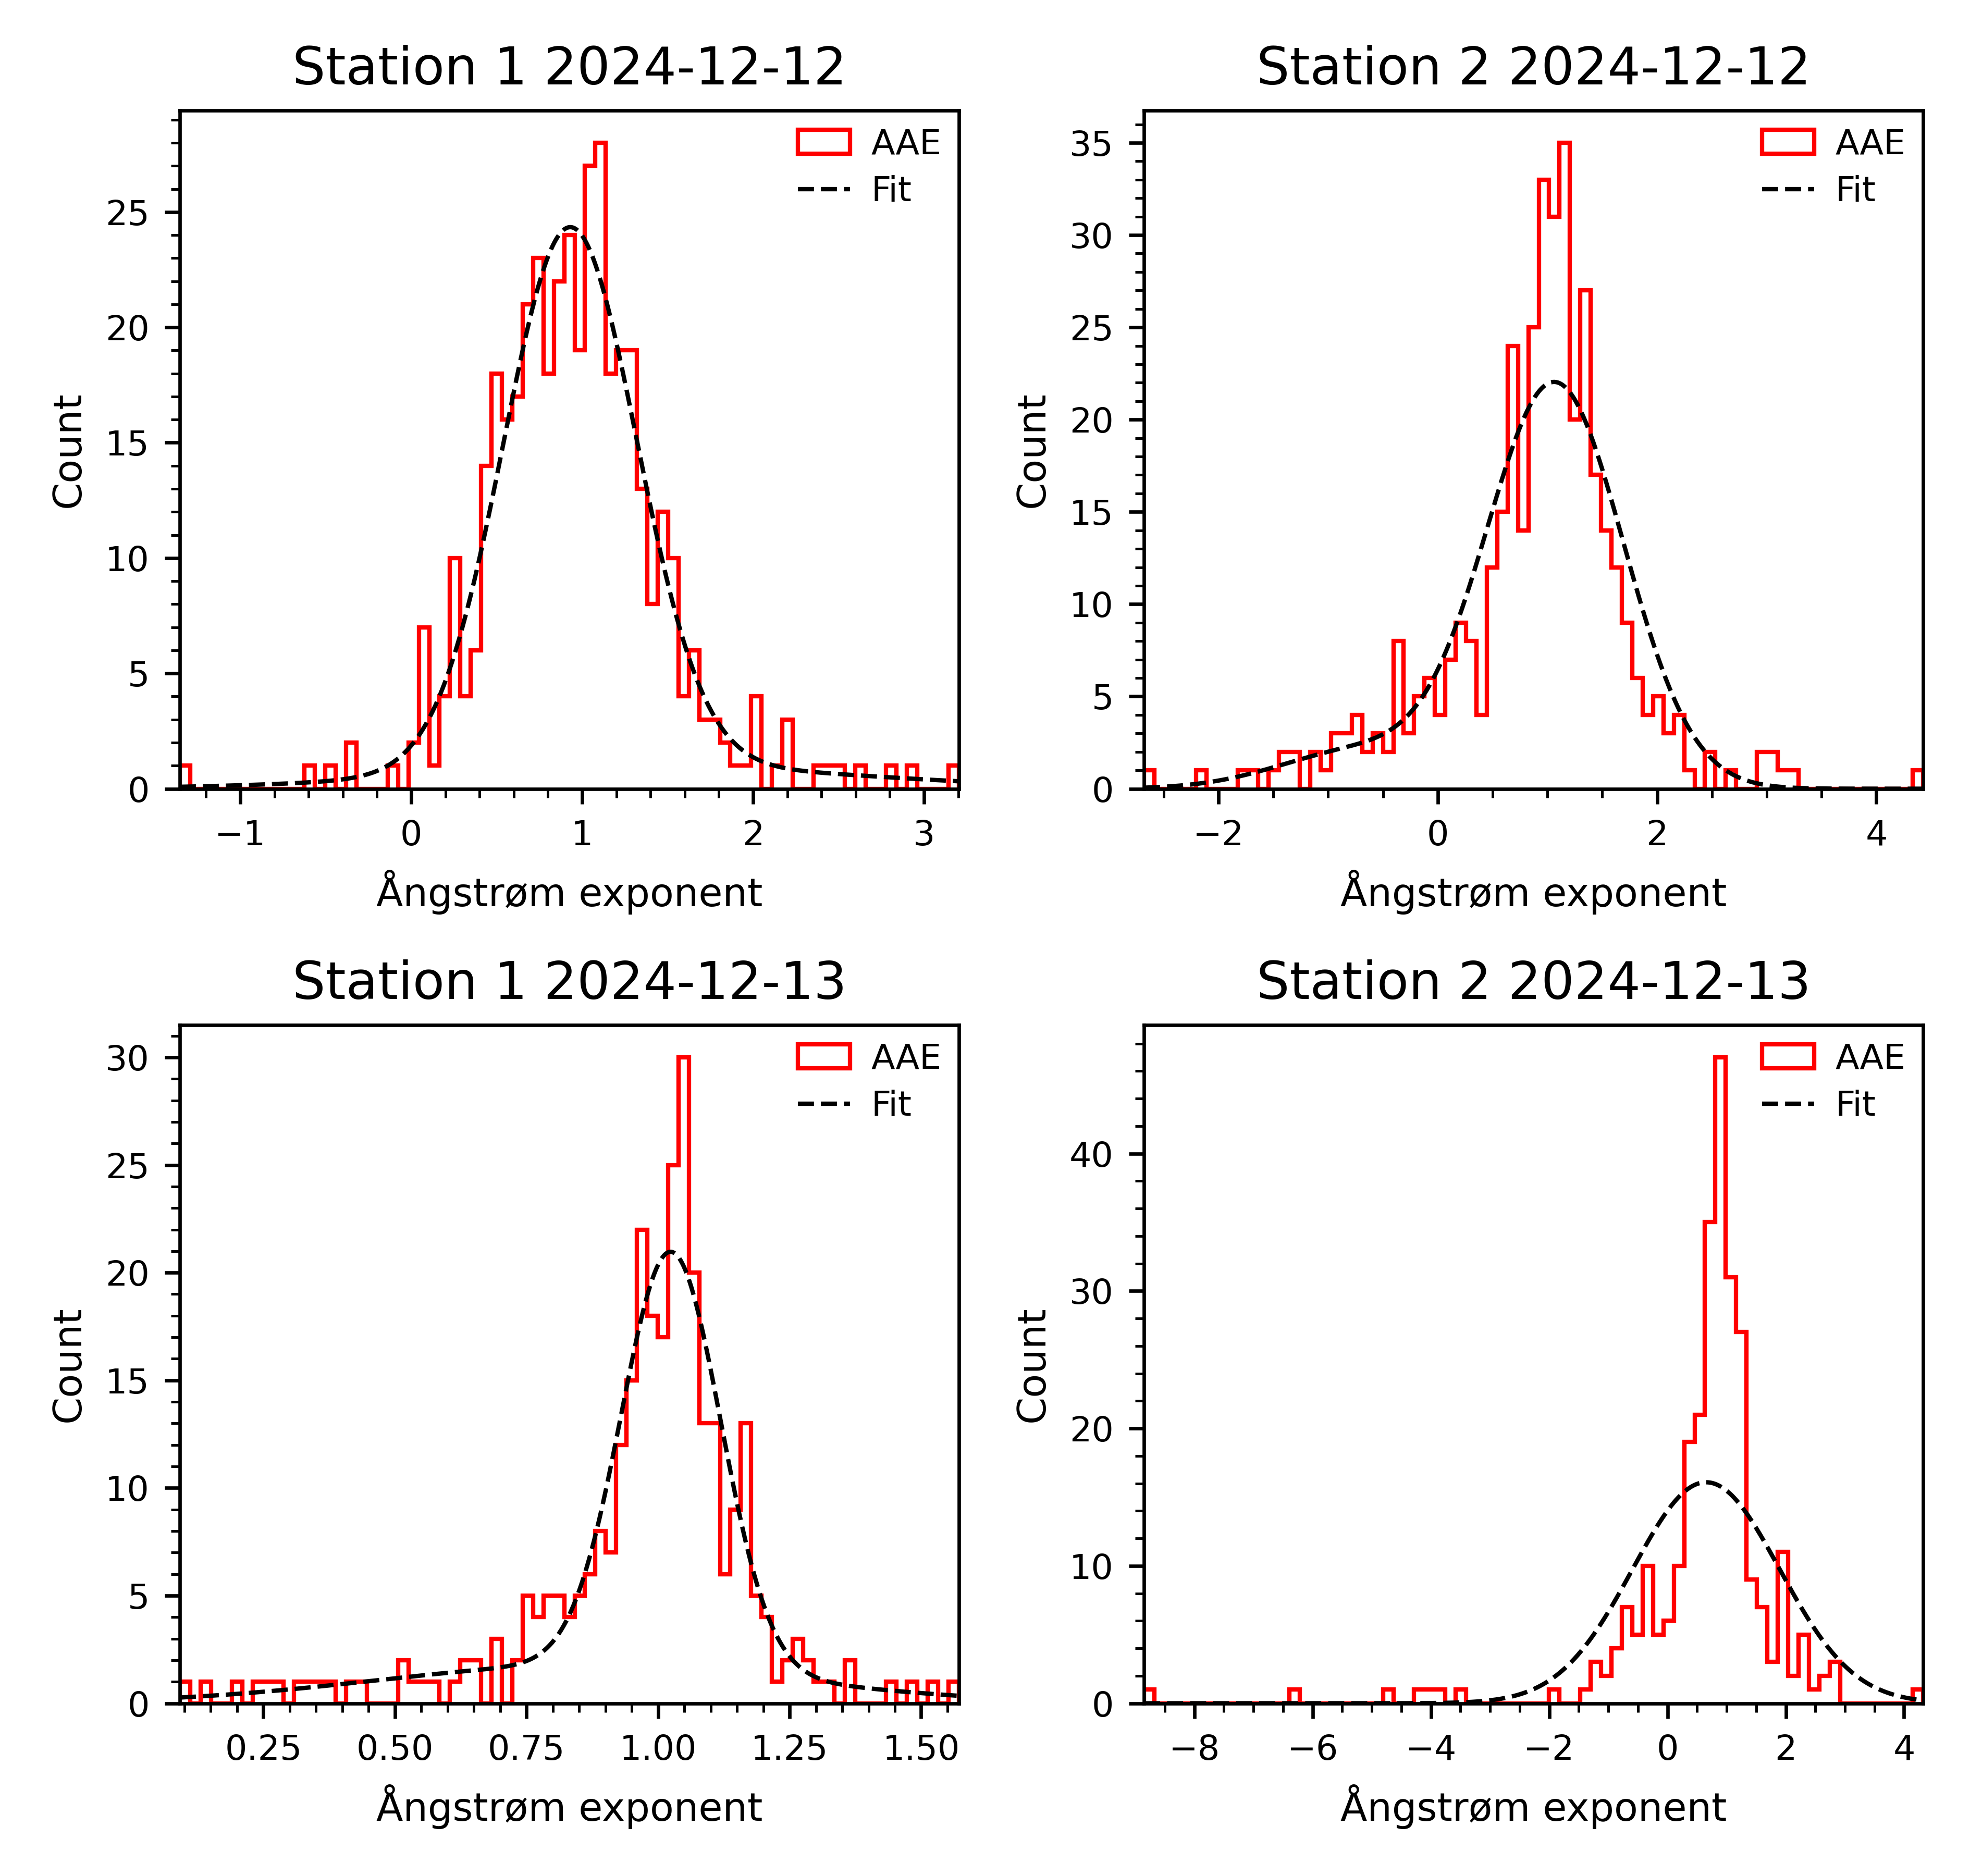 Station 1 2024-12-12
Count
25
20
15
10
5
0
AAE
Fit
−1 0 1 2 3
Ångstrøm exponent
Station 2 2024-12-12
Count
35
30
25
20
15
10
5
0
AAE
Fit
−2 0 2 4
Ångstrøm exponent
Station 1 2024-12-13
Count
30
25
20
15
10
5
0
AAE
Fit
0.25 0.50 0.75 1.00 1.25 1.50
Ångstrøm exponent
Station 2 2024-12-13
Count
40
30
20
10
0
AAE
Fit
−8 −6 −4 −2 0 2 4
Ångstrøm exponent